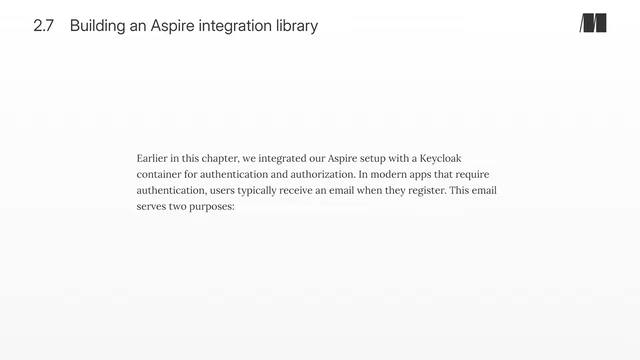 2.7 Building an Aspire integration library
Earlier in this chapter, we integrated our Aspire setup with a Keycloak
container for authentication and authorization. In modern apps that require
authentication, users typically receive an email when they register. This email
serves two purposes: